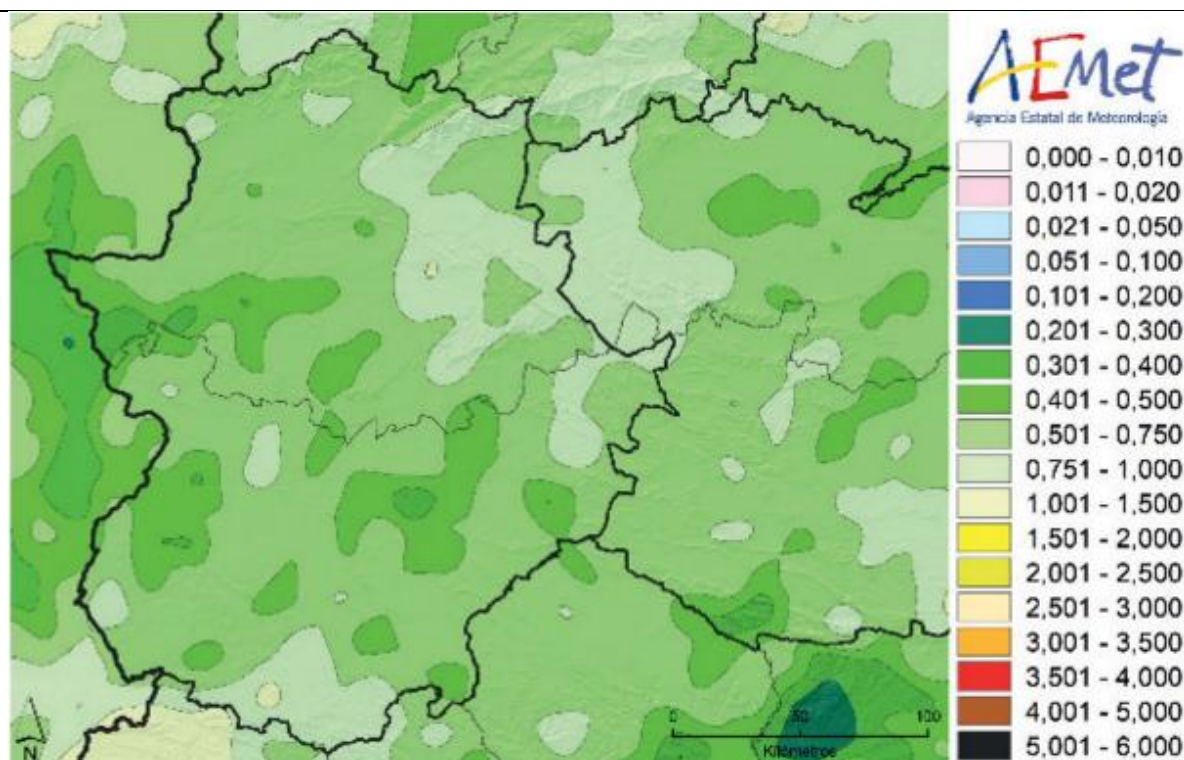 AEMet
Agencia Estatal de Meteorología
0,000 - 0,010
0,011 - 0,020
0,021 - 0,050
0,051 - 0,100
0,101 - 0,200
0,201 - 0,300
0,301 - 0,400
0,401 - 0,500
0,501 - 0,750
0,751 - 1,000
1,001 - 1,500
1,501 - 2,000
2,001 - 2,500
2,501 - 3,000
3,001 - 3,500
3,501 - 4,000
4,001 - 5,000
5,001 - 6,000
N
0 50 100
Kilómetros